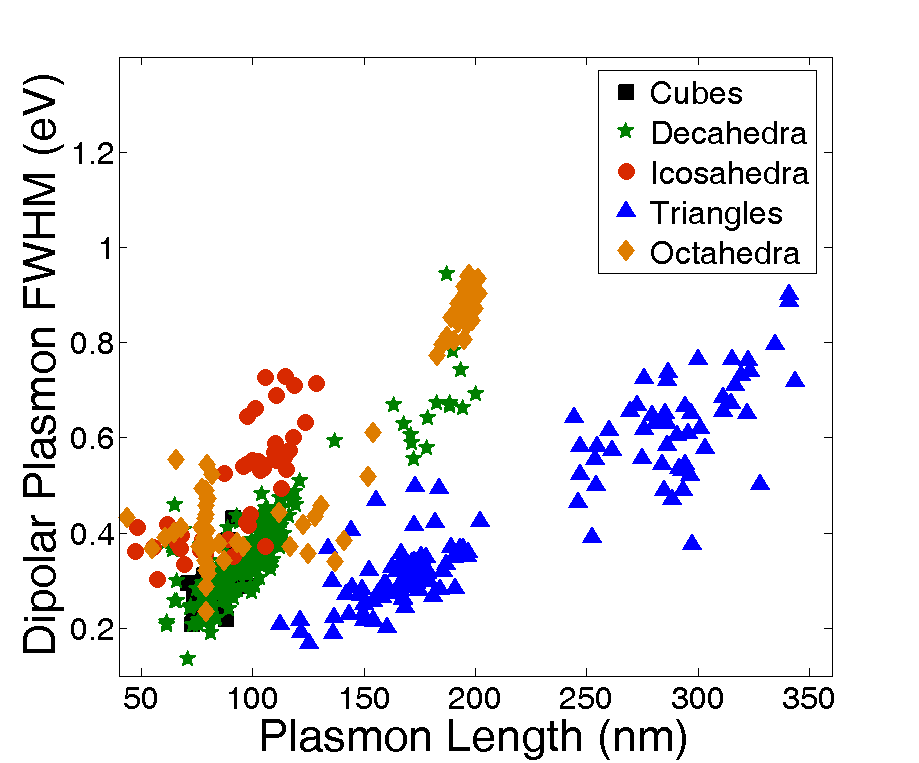 Dipolar Plasmon FWHM (eV)
1.2
1
0.8
0.6
0.4
0.2
Cubes
Decahedra
Icosahedra
Triangles
Octahedra
50 100 150 200 250 300 350
Plasmon Length (nm)